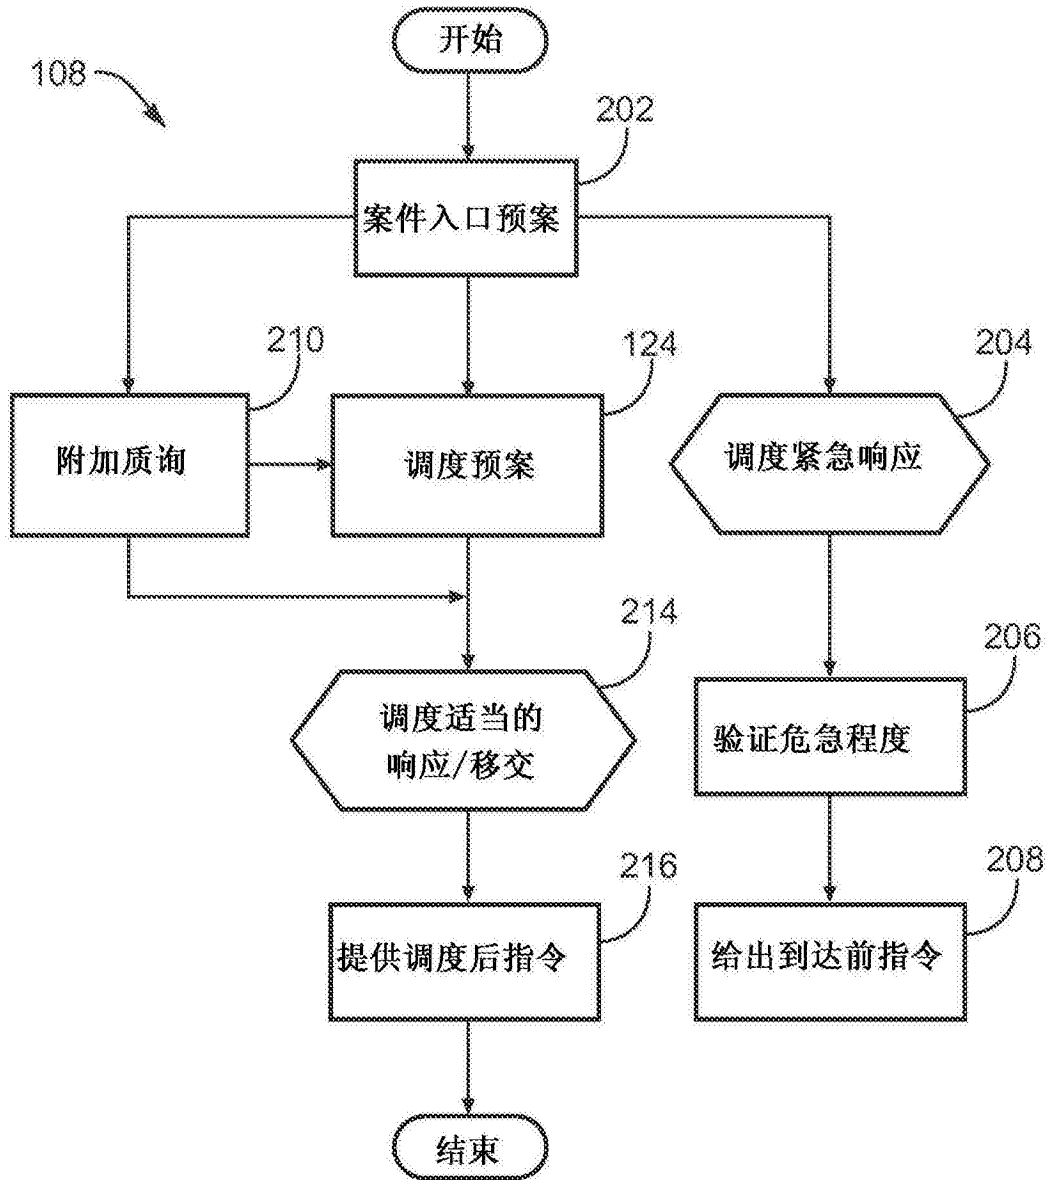 开始
108
202
案件入口预案
210
124
204
附加质询
调度预案
调度紧急响应
214
206
调度适当的
响应/移交
验证危急程度
216
208
提供调度后指令
给出到达前指令
结束